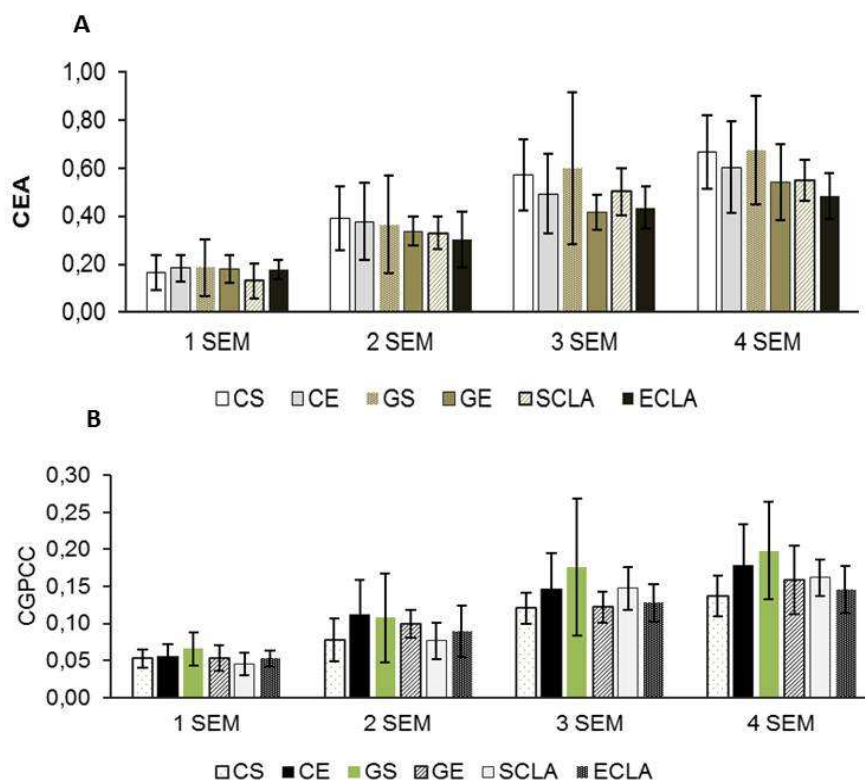 A
1,00
0,80
0,60
0,40
0,20
0,00
CEA
1 SEM 2 SEM 3 SEM 4 SEM
CS CE GS GE SCLA ECLA
B
0,30
0,25
0,20
0,15
0,10
0,05
0,00
CGPCC
1 SEM 2 SEM 3 SEM 4 SEM
CS CE GS GE SCLA ECLA